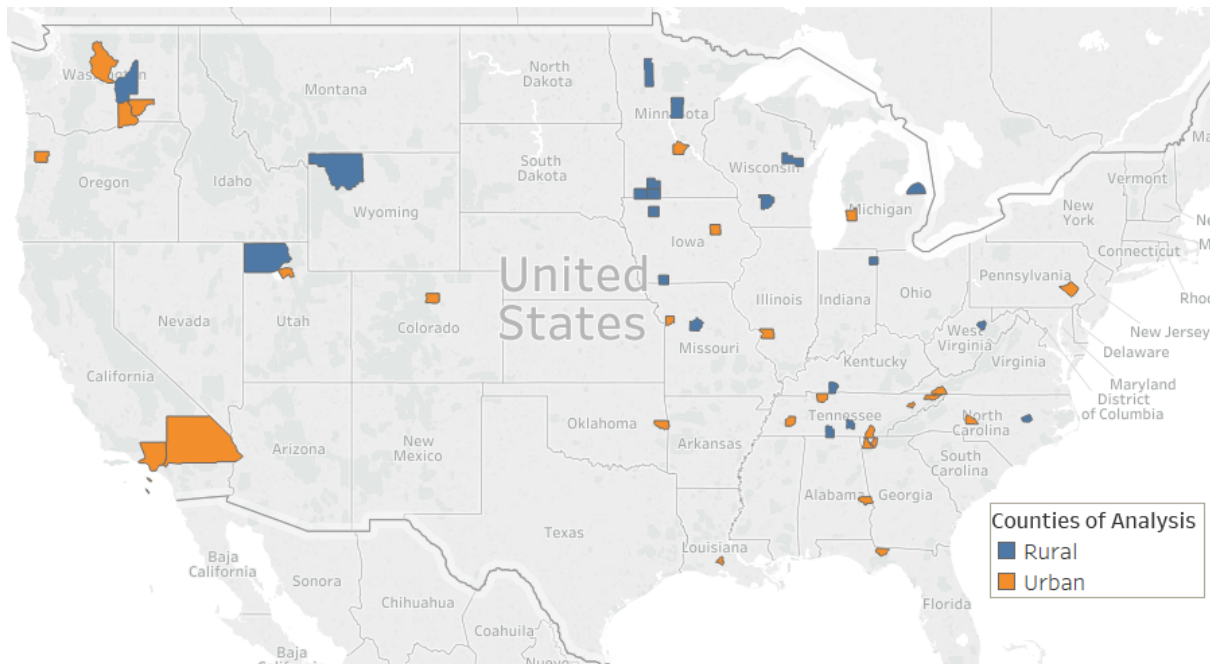 Washington
Montana
North
Dakota
Minnesota
Oregon
Idaho
South
Dakota
Wisconsin
Wyoming
Michigan
Vermont
New
York
Iowa
Connecticut
United
States
Nevada
Utah
Colorado
Illinois
Indiana
Ohio
Pennsylvania
New Jersey
Delaware
Maryland
District
of Columbia
California
Missouri
Kentucky
West
Virginia
Virginia
Arizona
New
Mexico
Oklahoma
Arkansas
Tennessee
North
Carolina
South
Carolina
Texas
Louisiana
Alabama
Georgia
Florida
Baja
California
Sonora
Chihuahua
Coahuila
Baja
Counties of Analysis
Rural
Urban